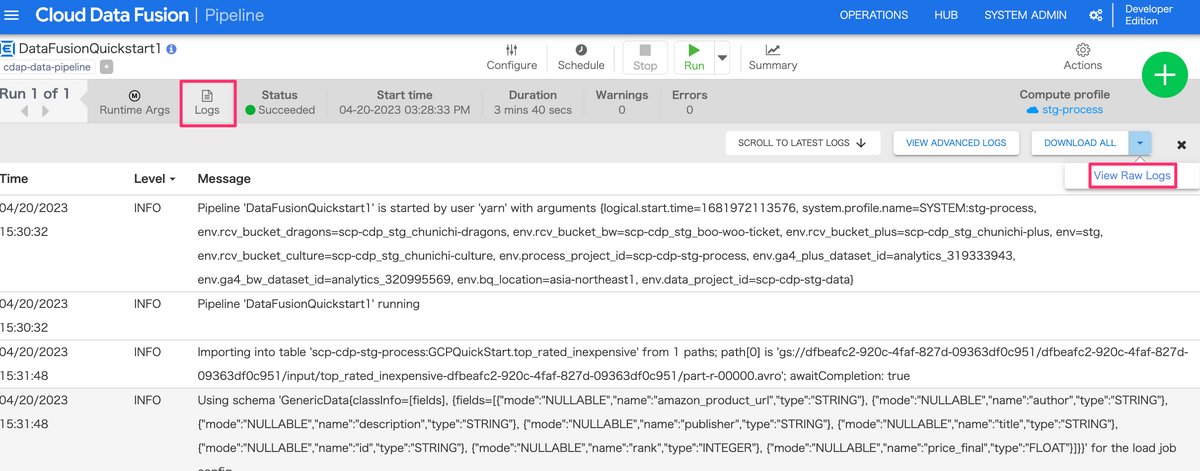 Cloud Data Fusion | Pipeline
OPERATIONS HUB SYSTEM ADMIN Developer Edition
DataFusionQuickstart1
cdap-data-pipeline
Configure Schedule Stop Run Summary Actions
Run 1 of 1
Runtime Args
Logs
Status
Succeeded
Start time
04-20-2023 03:28:33 PM
Duration
3 mins 40 secs
Warnings
0
Errors
0
Compute profile
stg-process
SCROLL TO LATEST LOGS VIEW ADVANCED LOGS DOWNLOAD ALL
View Raw Logs
Time Level Message
04/20/2023 INFO Pipeline 'DataFusionQuickstart1' is started by user 'yarn' with arguments {logical.start.time=1681972113576, system.profile.name=SYSTEM:stg-process,
15:30:32 env.rcv_bucket_dragons=scp-cdp_stg_chunichi-dragons, env.rcv_bucket_bw=scp-cdp_stg_boo-woo-ticket, env.rcv_bucket_plus=scp-cdp_stg_chunichi-plus, env=stg,
env.rcv_bucket_culture=scp-cdp_stg_chunichi-culture, env.process_project_id=scp-cdp-stg-process, env.ga4_plus_dataset_id=analytics_319333943,
env.ga4_bw_dataset_id=analytics_320995569, env.bq_location=asia-northeast1, env.data_project_id=scp-cdp-stg-data}
04/20/2023 INFO Pipeline 'DataFusionQuickstart1' running
15:30:32
04/20/2023 INFO Importing into table 'scp-cdp-stg-process:GCPQuickStart.top_rated_inexpensive' from 1 paths; path[0] is 'gs://dfbeafc2-920c-4faf-827d-09363df0c951/dfbeafc2-920c-4faf-827d-
15:31:48 09363df0c951/input/top_rated_inexpensive-dfbeafc2-920c-4faf-827d-09363df0c951/part-r-00000.avro'; awaitCompletion: true
04/20/2023 INFO Using schema 'GenericData{classInfo=[fields], {fields=[{"mode":"NULLABLE","name":"amazon_product_url","type":"STRING"}, {"mode":"NULLABLE","name":"author","type":"STRING"},
15:31:48 {"mode":"NULLABLE","name":"description","type":"STRING"}, {"mode":"NULLABLE","name":"publisher","type":"STRING"}, {"mode":"NULLABLE","name":"title","type":"STRING"},
{"mode":"NULLABLE","name":"id","type":"STRING"}, {"mode":"NULLABLE","name":"rank","type":"INTEGER"}, {"mode":"NULLABLE","name":"price_final","type":"FLOAT"}]}}' for the load job